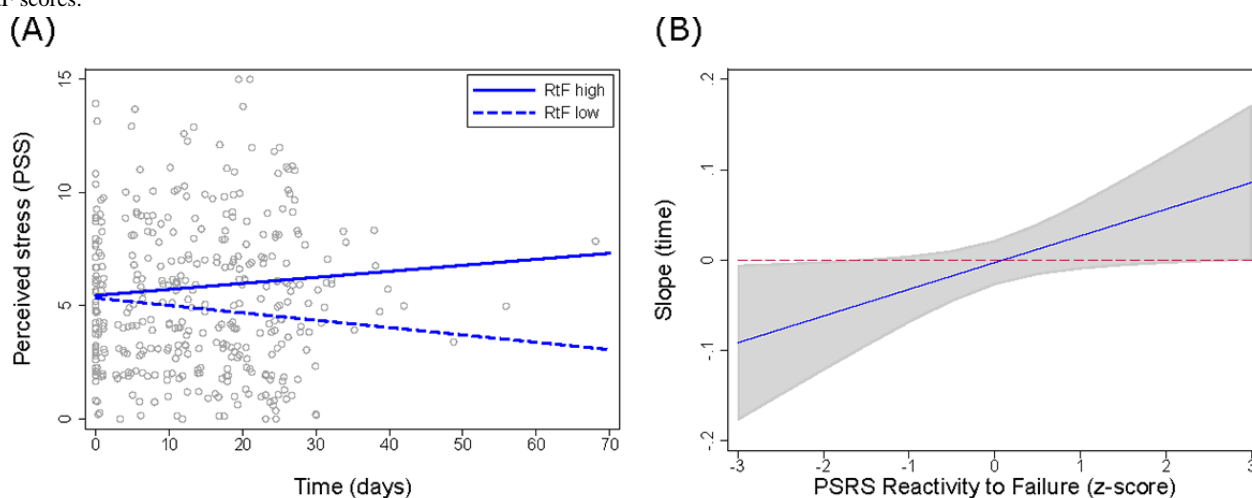 (A)
(B)
RtF high
RtF low
Perceived stress (PSS)
15
10
5
0
0 10 20 30 40 50 60 70
Time (days)
Slope (time)
.2
.1
0
-.1
-.2
-3 -2 -1 0 1 2 3
PSRS Reactivity to Failure (z-score)